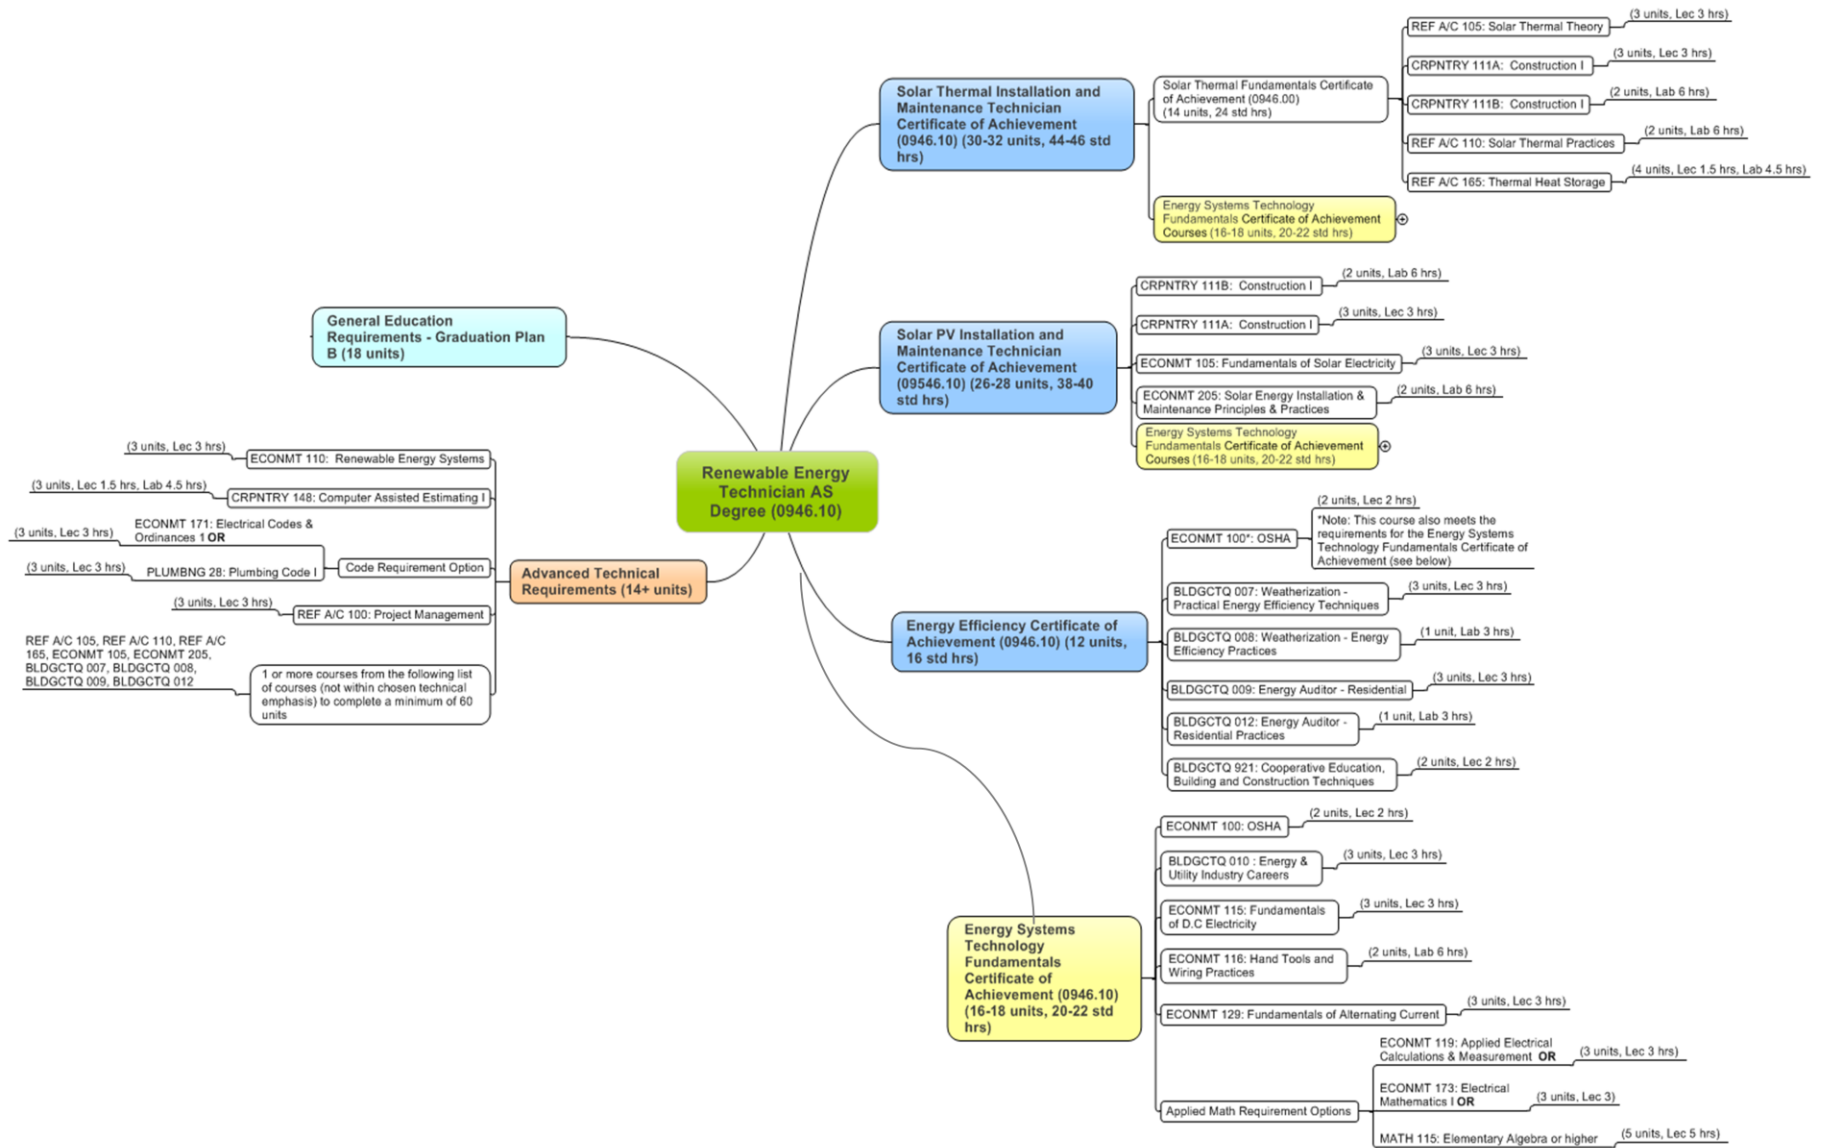 Renewable Energy
Technician AS
Degree (0946.10)
Solar Thermal Installation and
Maintenance Technician
Certificate of Achievement
(0946.10) (30-32 units, 44-46 std
hrs)
Solar Thermal Fundamentals Certificate
of Achievement (0946.00)
(14 units, 24 std hrs)
REF A/C 105: Solar Thermal Theory
(3 units, Lec 3 hrs)
CRPNTRY 111A:  Construction I
(3 units, Lec 3 hrs)
CRPNTRY 111B:  Construction I
(2 units, Lab 6 hrs)
REF A/C 110: Solar Thermal Practices
(2 units, Lab 6 hrs)
REF A/C 165: Thermal Heat Storage
(4 units, Lec 1.5 hrs, Lab 4.5 hrs)
Energy Systems Technology
Fundamentals Certificate of Achievement
Courses (16-18 units, 20-22 std hrs)
Solar PV Installation and
Maintenance Technician
Certificate of Achievement
(09546.10) (26-28 units, 38-40
std hrs)
CRPNTRY 111B:  Construction I
(2 units, Lab 6 hrs)
CRPNTRY 111A:  Construction I
(3 units, Lec 3 hrs)
ECONMT 105: Fundamentals of Solar Electricity
(3 units, Lec 3 hrs)
ECONMT 205: Solar Energy Installation &
Maintenance Principles & Practices
(2 units, Lab 6 hrs)
Energy Systems Technology
Fundamentals Certificate of Achievement
Courses (16-18 units, 20-22 std hrs)
Energy Efficiency Certificate of
Achievement (0946.10) (12 units,
16 std hrs)
ECONMT 100*: OSHA
(2 units, Lec 2 hrs)
*Note: This course also meets the
requirements for the Energy Systems
Technology Fundamentals Certificate of
Achievement (see below)
BLDGCTQ 007: Weatherization -
Practical Energy Efficiency Techniques
(3 units, Lec 3 hrs)
BLDGCTQ 008: Weatherization - Energy
Efficiency Practices
(1 unit, Lab 3 hrs)
BLDGCTQ 009: Energy Auditor - Residential
(3 units, Lec 3 hrs)
BLDGCTQ 012: Energy Auditor -
Residential Practices
(1 unit, Lab 3 hrs)
BLDGCTQ 921: Cooperative Education,
Building and Construction Techniques
(2 units, Lec 2 hrs)
Energy Systems
Technology
Fundamentals
Certificate of
Achievement (0946.10)
(16-18 units, 20-22 std
hrs)
ECONMT 100: OSHA
(2 units, Lec 2 hrs)
BLDGCTQ 010 : Energy &
Utility Industry Careers
(3 units, Lec 3 hrs)
ECONMT 115: Fundamentals
of D.C Electricity
(3 units, Lec 3 hrs)
ECONMT 116: Hand Tools and
Wiring Practices
(2 units, Lab 6 hrs)
ECONMT 129: Fundamentals of Alternating Current
(3 units, Lec 3 hrs)
Applied Math Requirement Options
ECONMT 119: Applied Electrical
Calculations & Measurement  OR
(3 units, Lec 3 hrs)
ECONMT 173: Electrical
Mathematics I OR
(3 units, Lec 3)
MATH 115: Elementary Algebra or higher
(5 units, Lec 5 hrs)
General Education
Requirements - Graduation Plan
B (18 units)
Advanced Technical
Requirements (14+ units)
ECONMT 110:  Renewable Energy Systems
(3 units, Lec 3 hrs)
CRPNTRY 148: Computer Assisted Estimating I
(3 units, Lec 1.5 hrs, Lab 4.5 hrs)
Code Requirement Option
ECONMT 171: Electrical Codes &
Ordinances 1 OR
(3 units, Lec 3 hrs)
PLUMBNG 28: Plumbing Code I
(3 units, Lec 3 hrs)
REF A/C 100: Project Management
(3 units, Lec 3 hrs)
1 or more courses from the following list
of courses (not within chosen technical
emphasis) to complete a minimum of 60
units
REF A/C 105, REF A/C 110, REF A/C
165, ECONMT 105, ECONMT 205,
BLDGCTQ 007, BLDGCTQ 008,
BLDGCTQ 009, BLDGCTQ 012